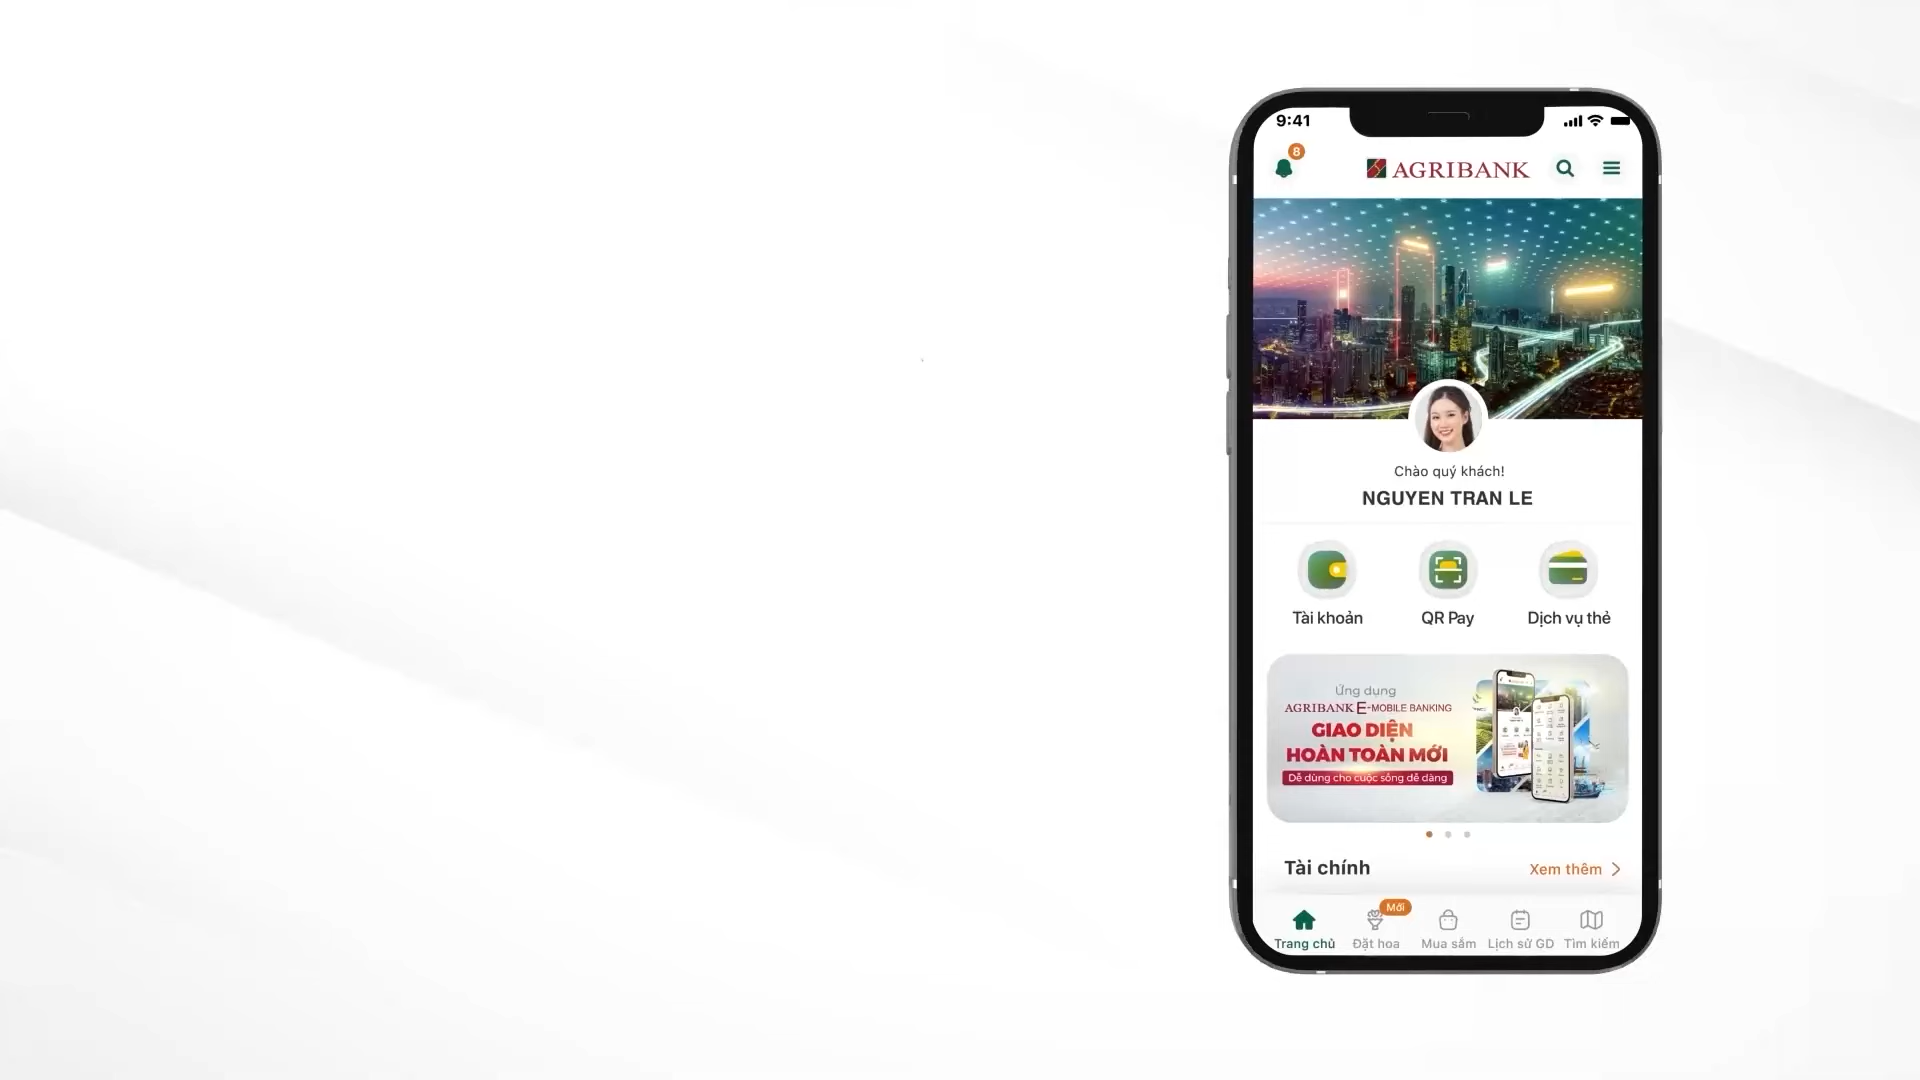 9:41
8
AGRIBANK
Chào quý khách!
NGUYEN TRAN LE
Tài khoản
QR Pay
Dịch vụ thẻ
Ứng dụng
AGRIBANK E-MOBILE BANKING
GIAO DIỆN
HOÀN TOÀN MỚI
Dễ dùng cho cuộc sống dễ dàng
Tài chính
Xem thêm
Mới
Trang chủ
Đặt hoa
Mua sắm
Lịch sử GD
Tìm kiếm